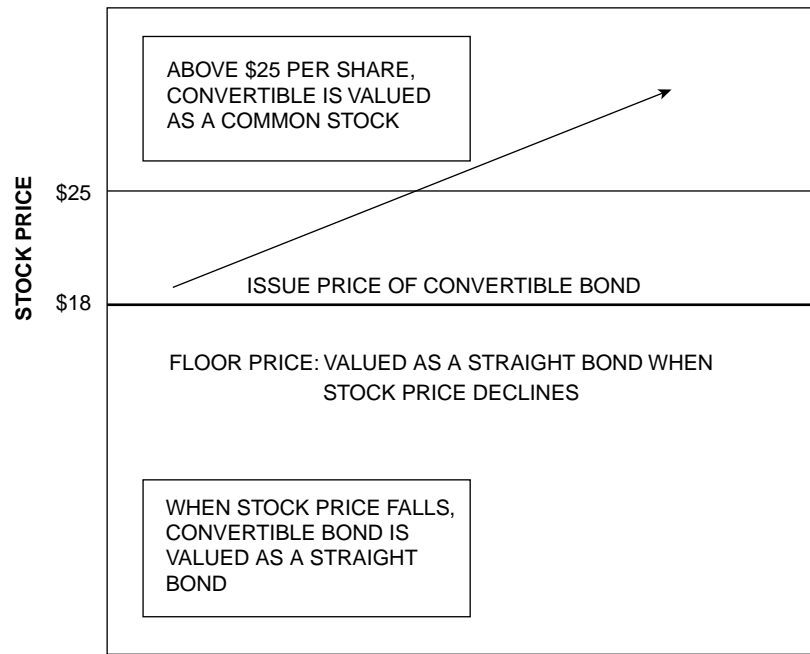 ABOVE $25 PER SHARE,
CONVERTIBLE IS VALUED
AS A COMMON STOCK
STOCK PRICE
$25
ISSUE PRICE OF CONVERTIBLE BOND
$18
FLOOR PRICE: VALUED AS A STRAIGHT BOND WHEN
STOCK PRICE DECLINES
WHEN STOCK PRICE FALLS,
CONVERTIBLE BOND IS
VALUED AS A STRAIGHT
BOND